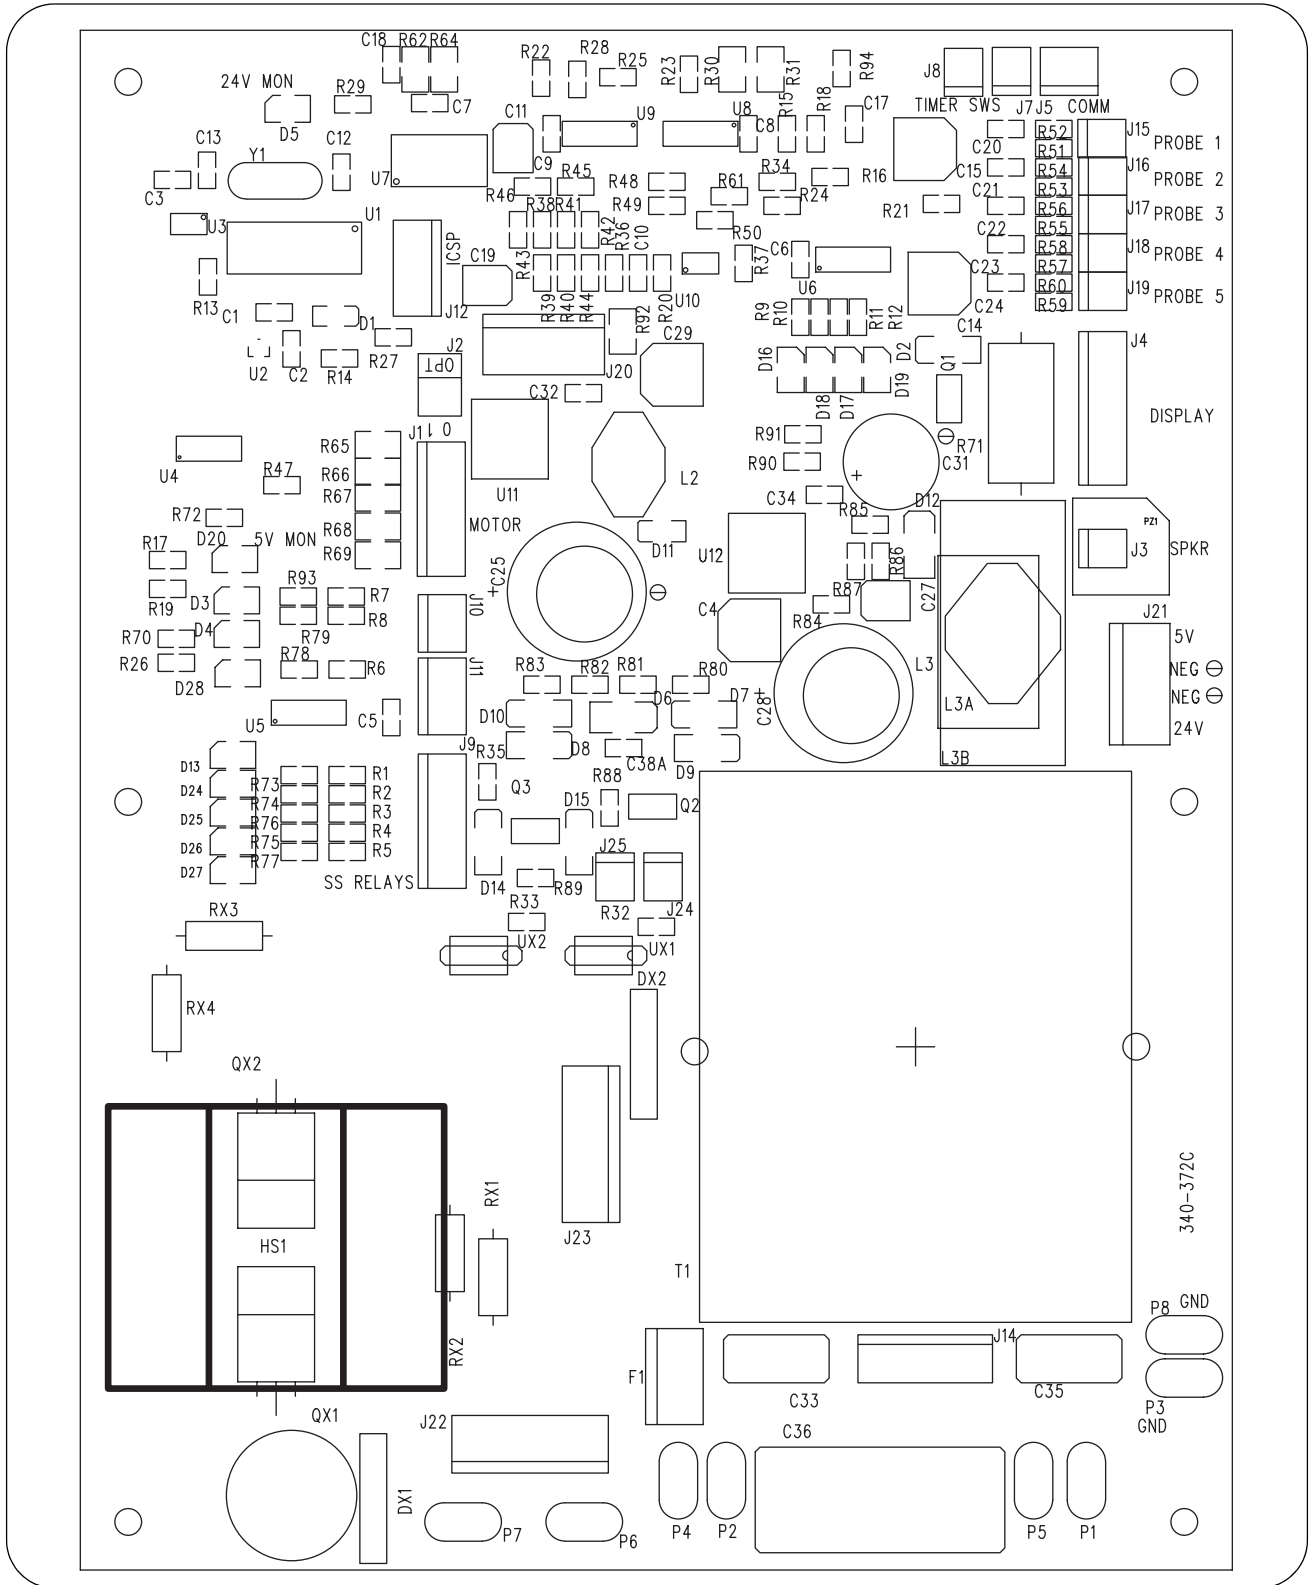 C18 R62 R64
R22
R28
R25
R23
R30
R31
R94
J8
TIMER SWS
J7 J5 COMM
24V MON
D5
R29
C7
C11
U9
U8
C8
R15
R18
C17
C13
Y1
C12
C3
U3
U1
U7
C9
R45
R46
R48
R49
R61
R34
R24
R16
R21
C20
C15
C21
C22
C23
C24
R52
R51
R54
R53
R56
R55
R58
R57
R60
R59
J15
PROBE 1
J16
PROBE 2
J17
PROBE 3
J18
PROBE 4
J19
PROBE 5
R38 R41
R42
R36
C10
R50
R37
C6
U6
ICSP
C19
R43
R39
R40
R44
R92
R20
U10
R13
C1
D1
J12
R9
R10
R11
R12
U2
C2
R14
R27
J2
OPT
J20
C29
C32
D16
D18
D17
D19
D2
C14
Q1
J4
DISPLAY
R65
R66
R67
R68
R69
J1
0 1
U11
L2
R91
R90
C31
R71
U4
R47
R72
D20
5V MON
MOTOR
C34
R85
D12
PZ1
J3
SPKR
R17
R19
D3
D4
R93
R79
R7
R8
+
C25
D11
U12
R86
R87
R84
C27
C4
J10
J11
J21
5V
NEG
NEG
24V
R70
R26
D28
R78
R6
U5
C5
R83
R82
R81
R80
D10
D6
D7
+
C28
L3
L3A
L3B
J9
D8
C38A
D9
R35
Q3
D15
R88
Q2
D13
D24
D25
D26
D27
R73
R74
R76
R75
R77
R1
R2
R3
R4
R5
SS RELAYS
D14
R89
J25
R32
J24
R33
RX3
UX2
UX1
DX2
RX4
QX2
HS1
RX1
RX2
J23
T1
340-372C
P8 GND
J14
F1
C33
C35
P3
GND
QX1
J22
C36
DX1
P7
P6
P4
P2
P5
P1